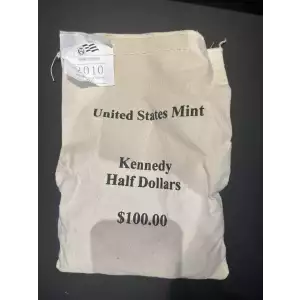 2010
United States Mint
Kennedy
Half Dollars
$100.00